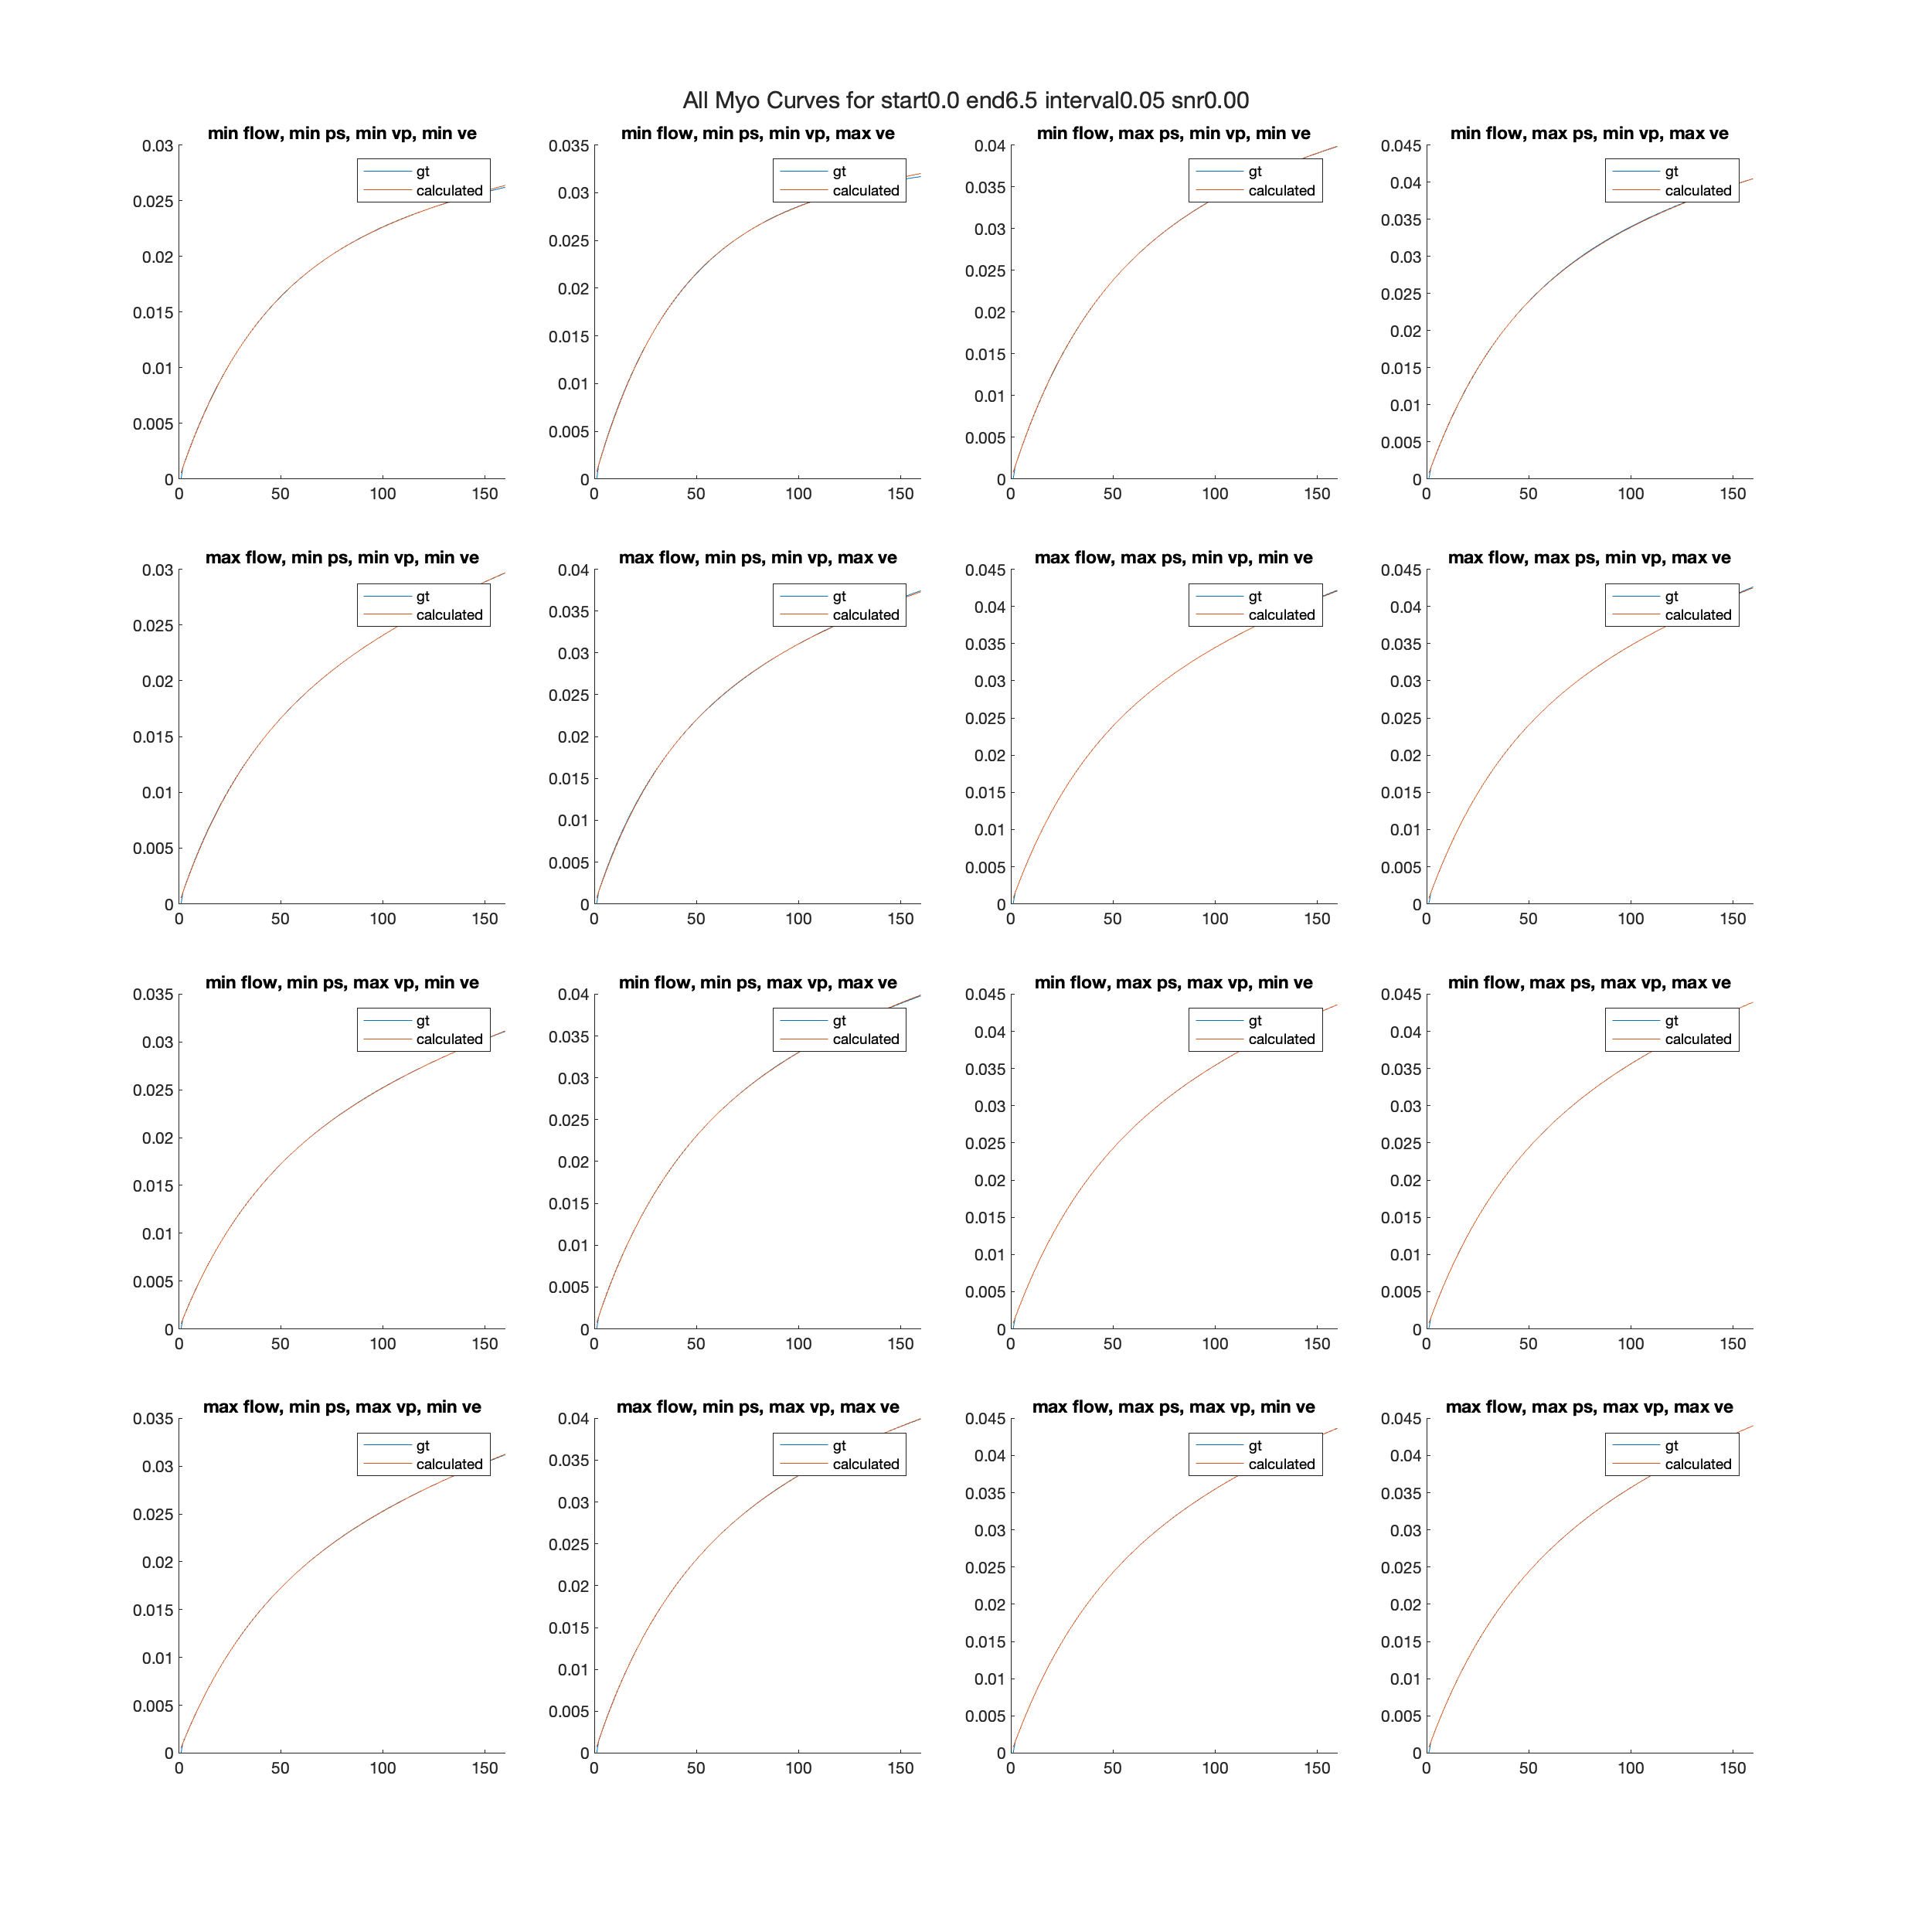 All Myo Curves for start0.0 end6.5 interval0.05 snr0.00
min flow, min ps, min vp, min ve
0.03
0.025
0.02
0.015
0.01
0.005
0
0 50 100 150
gt
calculated
min flow, min ps, min vp, max ve
0.035
0.03
0.025
0.02
0.015
0.01
0.005
0
0 50 100 150
gt
calculated
min flow, max ps, min vp, min ve
0.04
0.035
0.03
0.025
0.02
0.015
0.01
0.005
0
0 50 100 150
gt
calculated
min flow, max ps, min vp, max ve
0.045
0.04
0.035
0.03
0.025
0.02
0.015
0.01
0.005
0
0 50 100 150
gt
calculated
max flow, min ps, min vp, min ve
0.03
0.025
0.02
0.015
0.01
0.005
0
0 50 100 150
gt
calculated
max flow, min ps, min vp, max ve
0.04
0.035
0.03
0.025
0.02
0.015
0.01
0.005
0
0 50 100 150
gt
calculated
max flow, max ps, min vp, min ve
0.045
0.04
0.035
0.03
0.025
0.02
0.015
0.01
0.005
0
0 50 100 150
gt
calculated
max flow, max ps, min vp, max ve
0.045
0.04
0.035
0.03
0.025
0.02
0.015
0.01
0.005
0
0 50 100 150
gt
calculated
min flow, min ps, max vp, min ve
0.035
0.03
0.025
0.02
0.015
0.01
0.005
0
0 50 100 150
gt
calculated
min flow, min ps, max vp, max ve
0.04
0.035
0.03
0.025
0.02
0.015
0.01
0.005
0
0 50 100 150
gt
calculated
min flow, max ps, max vp, min ve
0.045
0.04
0.035
0.03
0.025
0.02
0.015
0.01
0.005
0
0 50 100 150
gt
calculated
min flow, max ps, max vp, max ve
0.045
0.04
0.035
0.03
0.025
0.02
0.015
0.01
0.005
0
0 50 100 150
gt
calculated
max flow, min ps, max vp, min ve
0.035
0.03
0.025
0.02
0.015
0.01
0.005
0
0 50 100 150
gt
calculated
max flow, min ps, max vp, max ve
0.04
0.035
0.03
0.025
0.02
0.015
0.01
0.005
0
0 50 100 150
gt
calculated
max flow, max ps, max vp, min ve
0.045
0.04
0.035
0.03
0.025
0.02
0.015
0.01
0.005
0
0 50 100 150
gt
calculated
max flow, max ps, max vp, max ve
0.045
0.04
0.035
0.03
0.025
0.02
0.015
0.01
0.005
0
0 50 100 150
gt
calculated